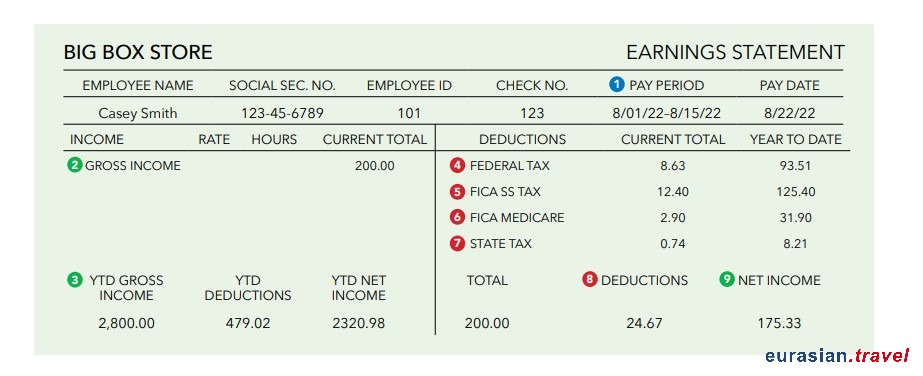 BIG BOX STORE EARNINGS STATEMENT
EMPLOYEE NAME SOCIAL SEC. NO. EMPLOYEE ID CHECK NO. 1 PAY PERIOD PAY DATE
Casey Smith 123-45-6789 101 123 8/01/22–8/15/22 8/22/22
INCOME RATE HOURS CURRENT TOTAL DEDUCTIONS CURRENT TOTAL YEAR TO DATE
2 GROSS INCOME 200.00 4 FEDERAL TAX 8.63 93.51
5 FICA SS TAX 12.40 125.40
6 FICA MEDICARE 2.90 31.90
7 STATE TAX 0.74 8.21
3 YTD GROSS YTD YTD NET TOTAL 8 DEDUCTIONS 9 NET INCOME
INCOME DEDUCTIONS INCOME
2,800.00 479.02 2320.98 200.00 24.67 175.33
eurasian.travel